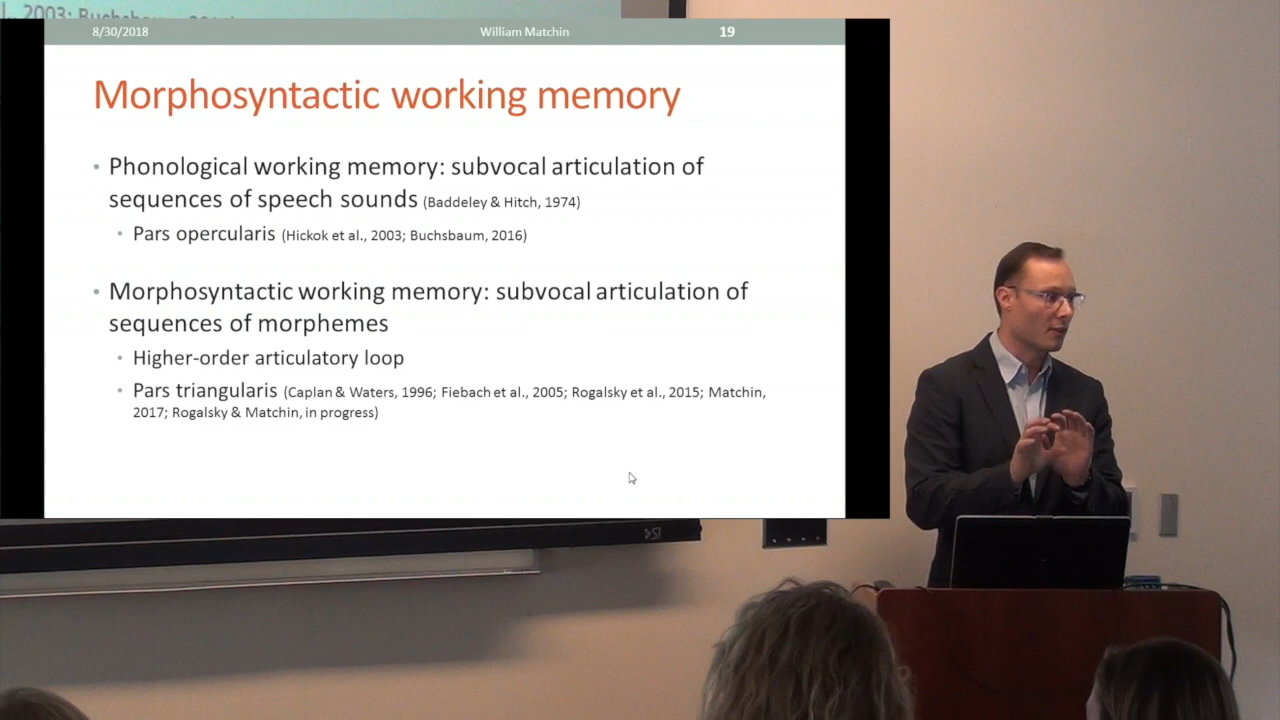 l., 2003; Buchsbaum, 2016)
8/30/2018
William Matchin
19
Morphosyntactic working memory
• Phonological working memory: subvocal articulation of
sequences of speech sounds (Baddeley & Hitch, 1974)
• Pars opercularis (Hickok et al., 2003; Buchsbaum, 2016)
• Morphosyntactic working memory: subvocal articulation of
sequences of morphemes
• Higher-order articulatory loop
• Pars triangularis (Caplan & Waters, 1996; Fiebach et al., 2005; Rogalsky et al., 2015; Matchin,
2017; Rogalsky & Matchin, in progress)